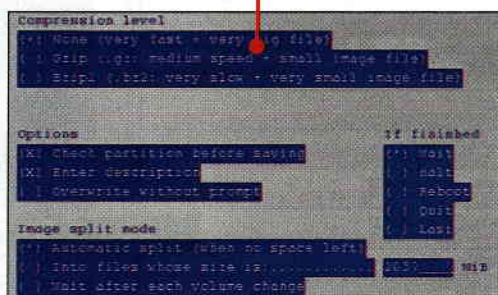 Compression level
(*) None (very fast + very big file)
( ) Gzip (.gz: medium speed + small image file)
( ) Bzip2 (.bz2: very slow + very small image file)
Options
[X] Check partition before saving
[X] Enter description
[ ] Overwrite without prompt
If finished
(*) Wait
( ) Halt
( ) Reboot
( ) Quit
( ) Last
Image split mode
(*) Automatic split (when no space left)
( ) Into files whose size is:............ MiB
( ) Wait after each volume change